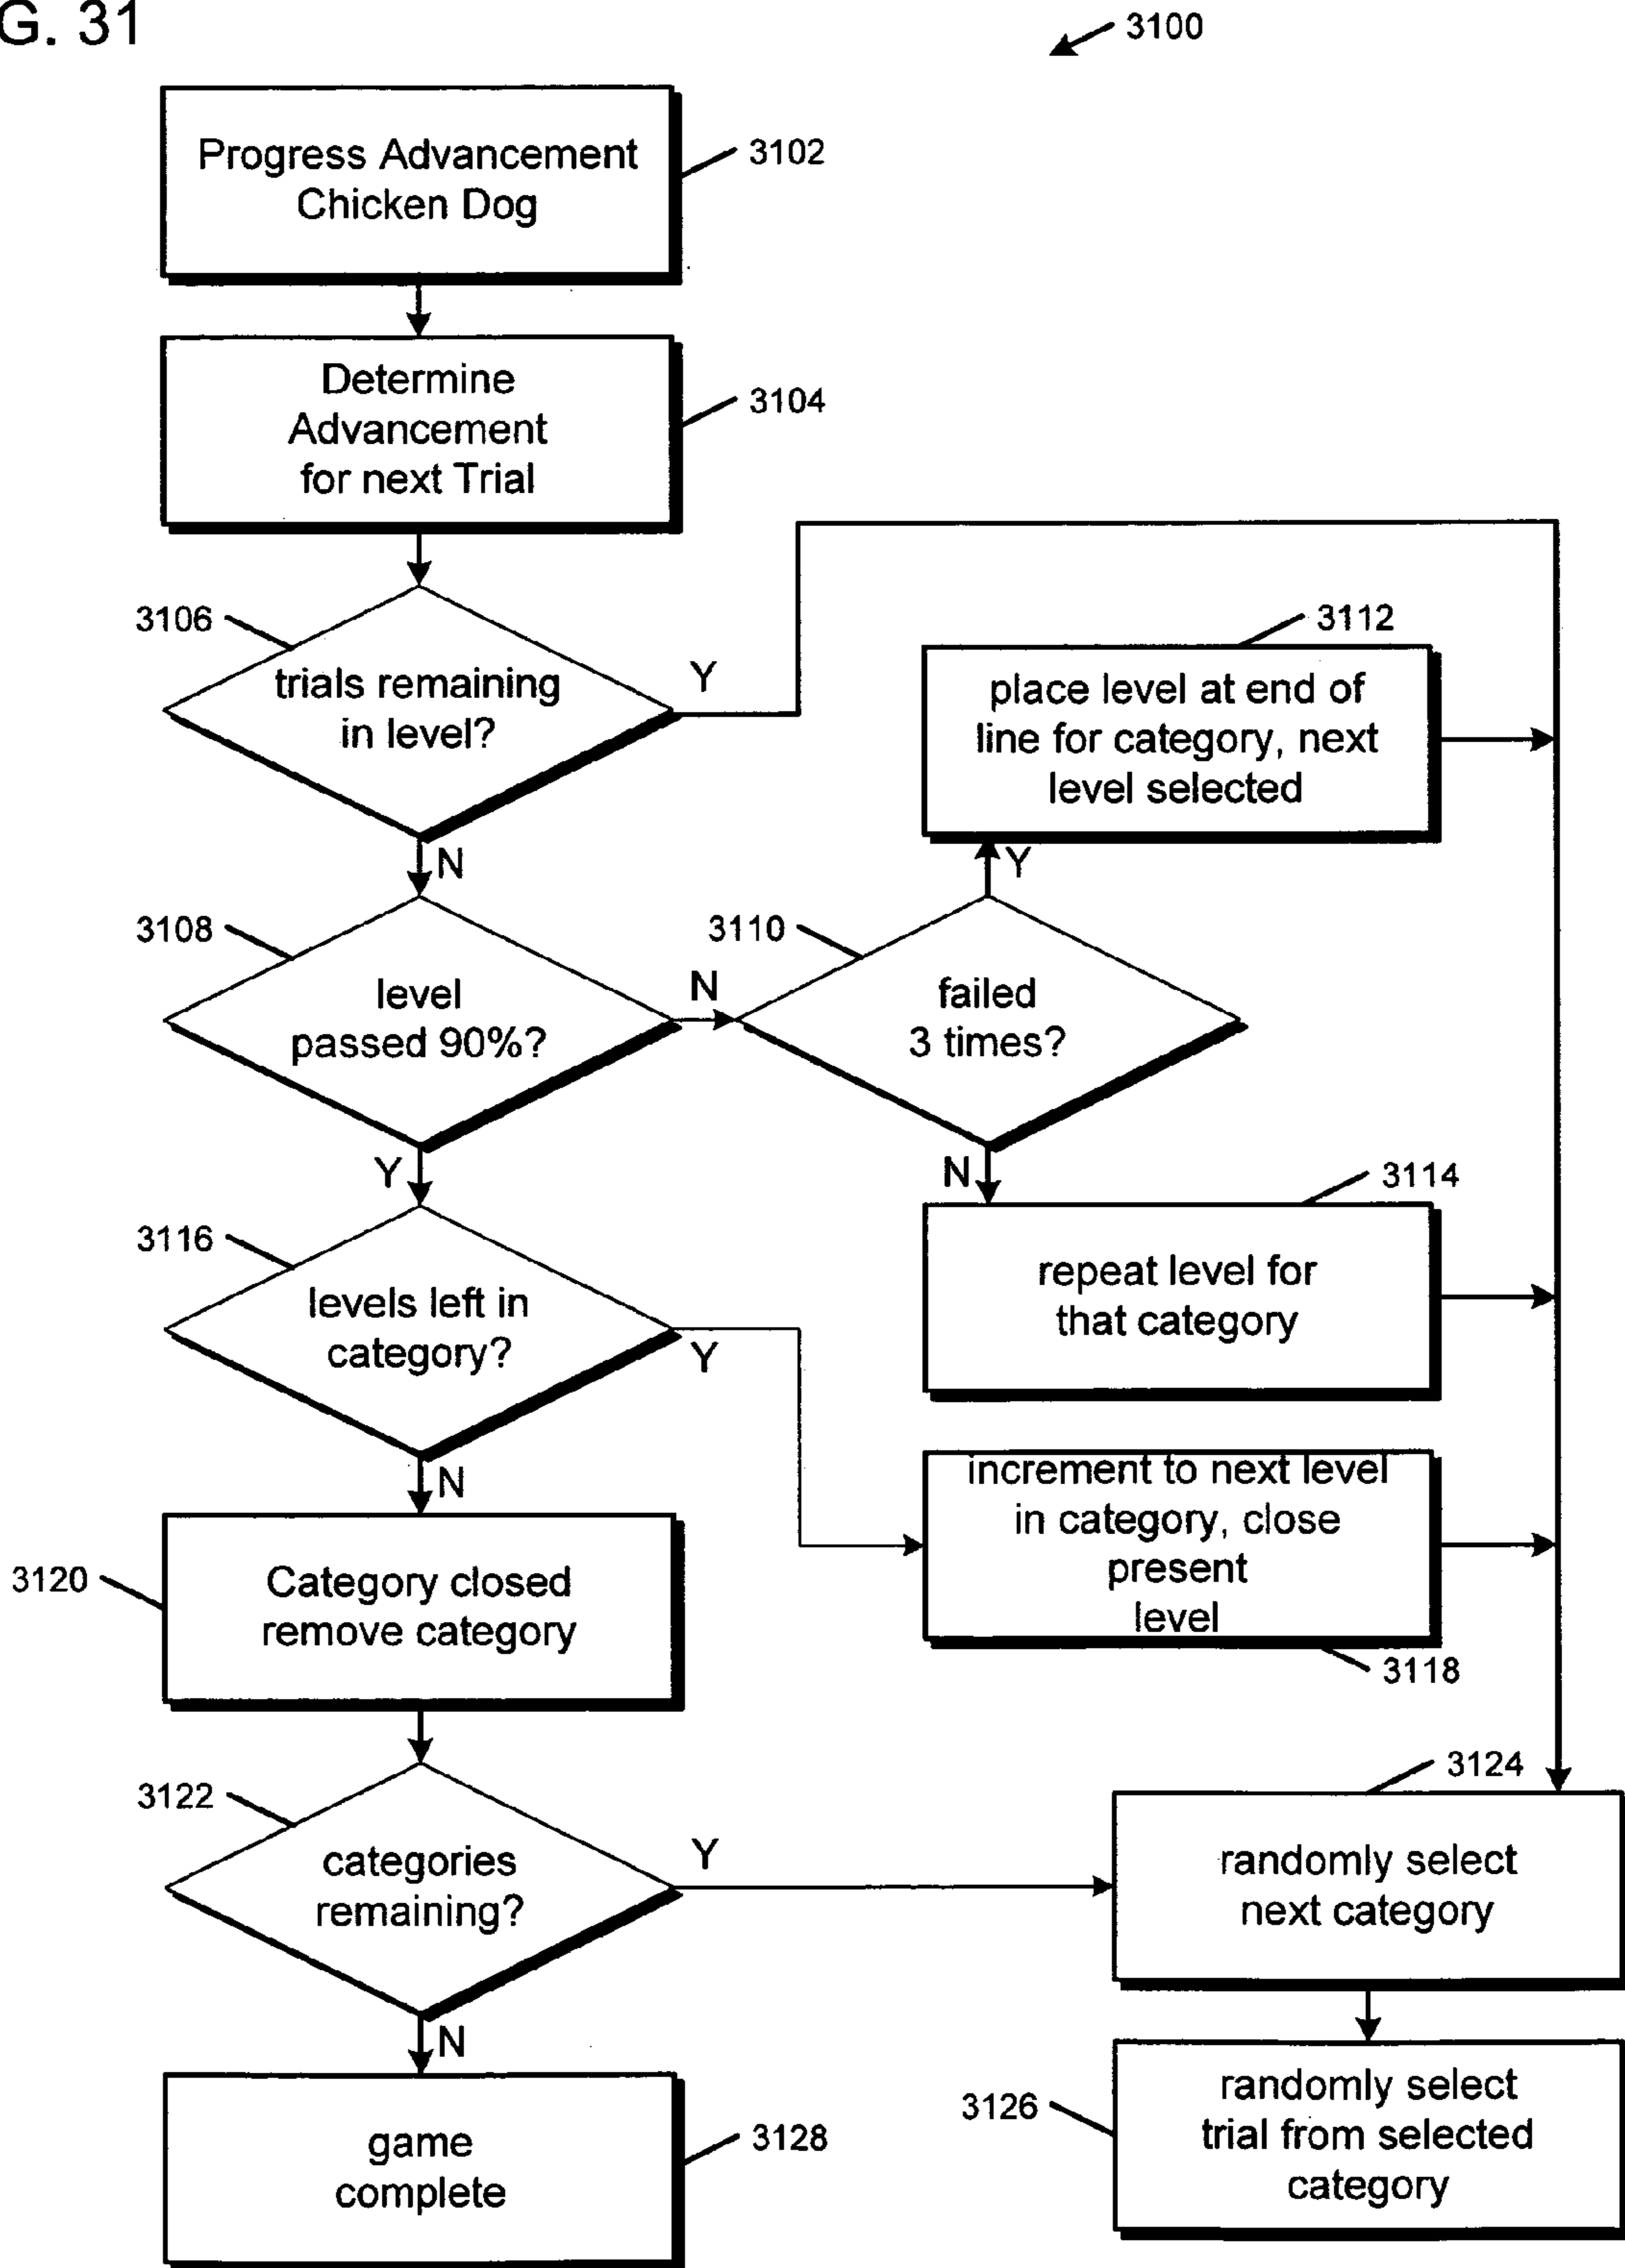 G. 31
3100
Progress Advancement
Chicken Dog
3102
Determine
Advancement
for next Trial
3104
3106
trials remaining
in level?
Y
N
3112
place level at end of
line for category, next
level selected
Y
3108
level
passed 90%?
N
3110
failed
3 times?
Y
N
3114
repeat level for
that category
3116
levels left in
category?
Y
N
increment to next level
in category, close
present
level
3118
3120
Category closed
remove category
3122
categories
remaining?
Y
3124
randomly select
next category
N
3126
randomly select
trial from selected
category
game
complete
3128